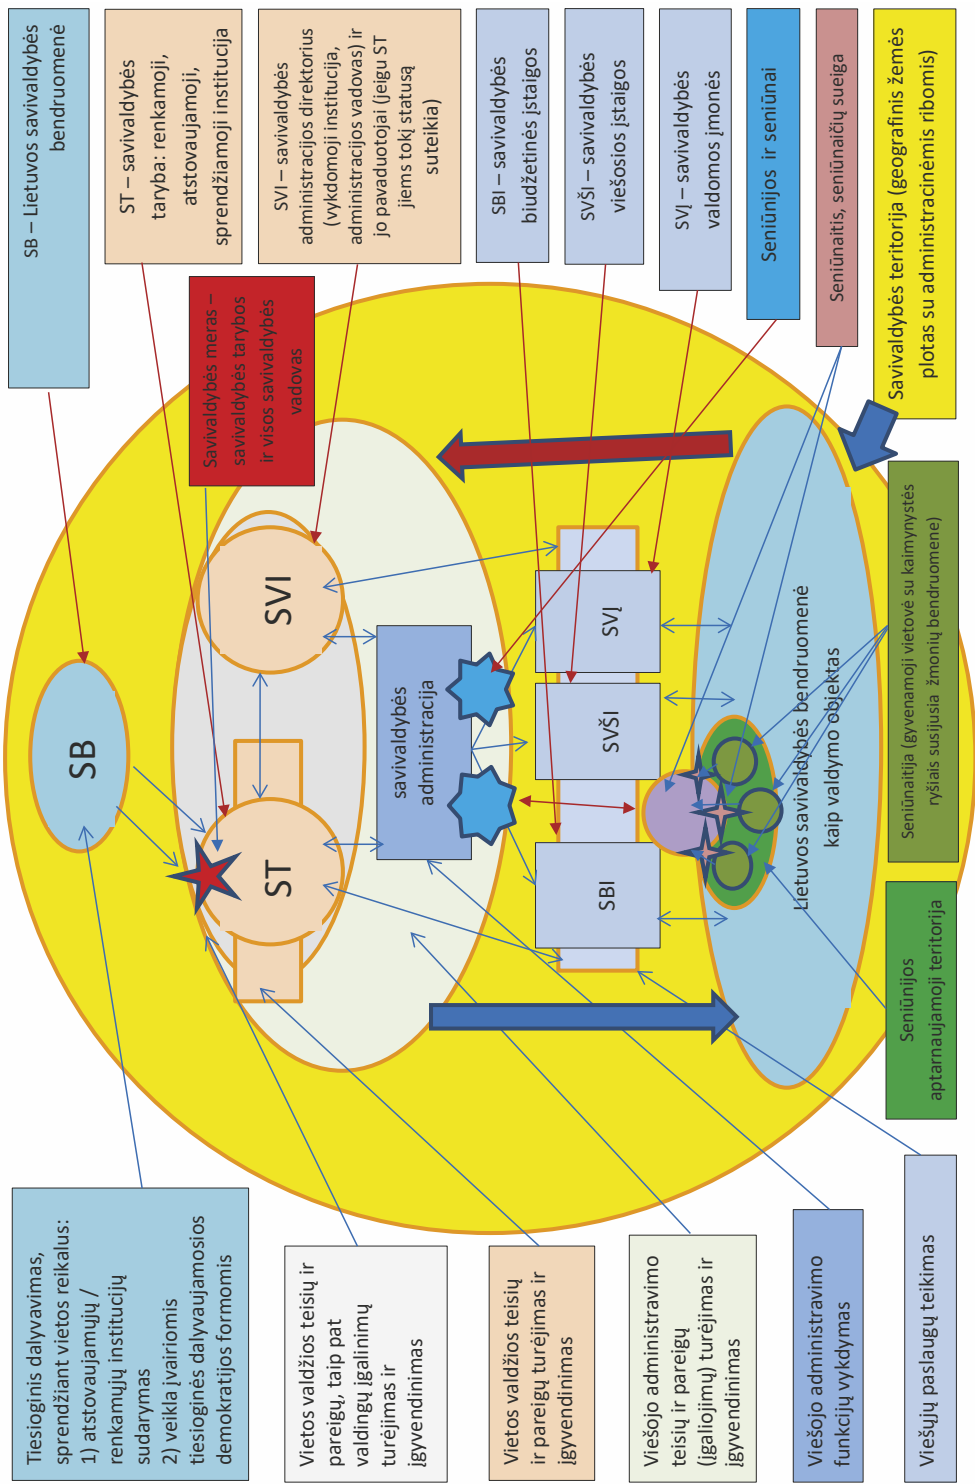 SB – Lietuvos savivaldybės
bendruomenė
ST – savivaldybės
taryba: renkamoji,
atstovaujamoji,
sprendžiamoji institucija
SVI – savivaldybės
administracijos direktorius
(vykdomoji institucija,
administracijos vadovas) ir
jo pavaduotojai (jeigu ST
jiems tokį statusą
suteikia)
SBI – savivaldybės
biudžetinės įstaigos
SVŠI – savivaldybės
viešosios įstaigos
SVĮ – savivaldybės
valdomos įmonės
Seniūnijos ir seniūnai
Seniūnaitis, seniūnaičių sueiga
Savivaldybės teritorija (geografinis žemės
plotas su administracinėmis ribomis)
Savivaldybės meras –
savivaldybės tarybos
ir visos savivaldybės
vadovas
SB
ST
SVI
savivaldybės
administracija
SBI
SVŠI
SVĮ
Lietuvos savivaldybės bendruomenė
kaip valdymo objektas
Seniūnaitija (gyvenamoji vietovė su kaimynystės
ryšiais susijusia žmonių bendruomene)
Seniūnijos
aptarnaujamoji teritorija
Tiesioginis dalyvavimas,
sprendžiant vietos reikalus:
1) atstovaujamųjų /
renkamųjų institucijų
sudarymas
2) veikla įvairiomis
tiesioginės dalyvaujamosios
demokratijos formomis
Vietos valdžios teisių ir
pareigų, taip pat
valdingų įgalinimų
turėjimas ir
įgyvendinimas
Vietos valdžios teisių
ir pareigų turėjimas ir
įgyvendinimas
Viešojo administravimo
teisių ir pareigų
(įgaliojimų) turėjimas ir
įgyvendinimas
Viešojo administravimo
funkcijų vykdymas
Viešųjų paslaugų teikimas